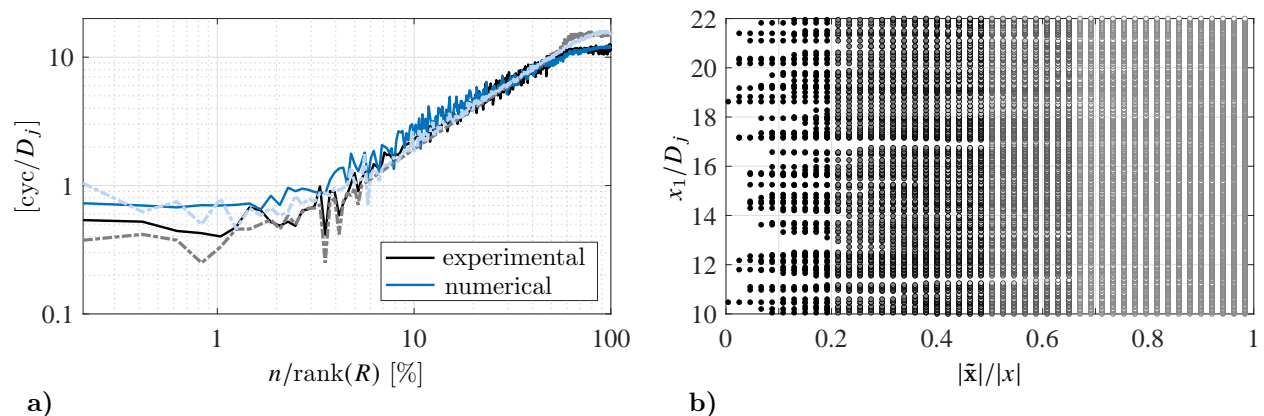 10
1
0.1
[cyc/D_j]
experimental
numerical
1 10 100
n/rank(R) [%]
a)
22
20
18
16
14
12
10
x_1/D_j
0 0.2 0.4 0.6 0.8 1
|x̃|/|x|
b)